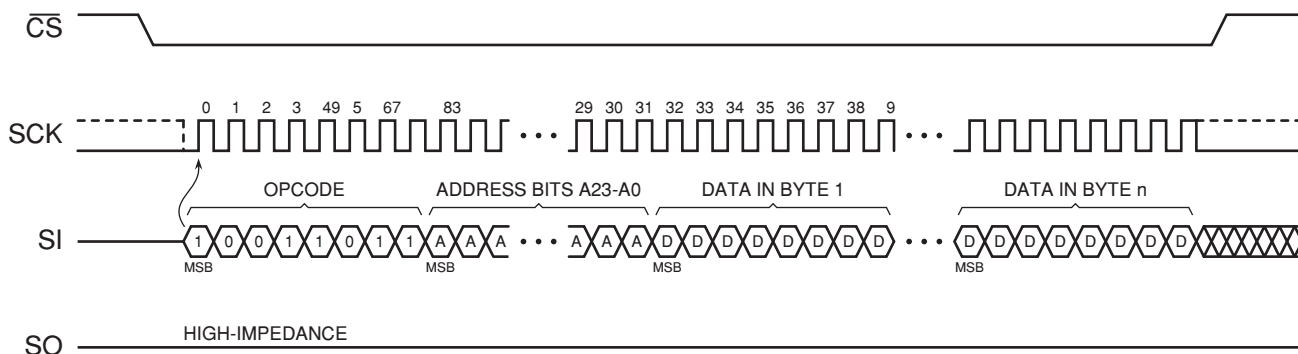 CS
0 1 2 3 49 5 67 83 29 30 31 32 33 34 35 36 37 38 9
SCK
OPCODE ADDRESS BITS A23-A0 DATA IN BYTE 1 DATA IN BYTE n
SI 1 0 0 1 1 0 1 1 A A A • • • A A A D D D D D D D D • • • D D D D D D D D
MSB MSB MSB MSB
HIGH-IMPEDANCE
SO